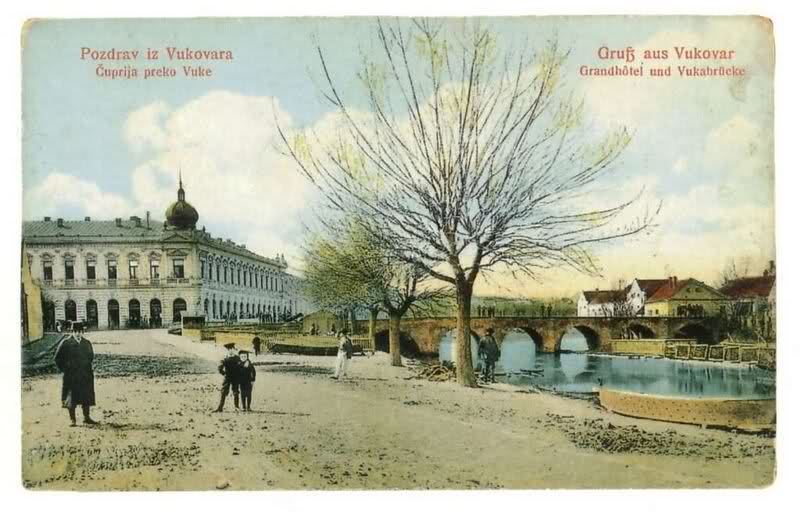 Pozdrav iz Vukovara
Čuprija preko Vuke
Gruß aus Vukovar
Grandhôtel und Vukabrücke